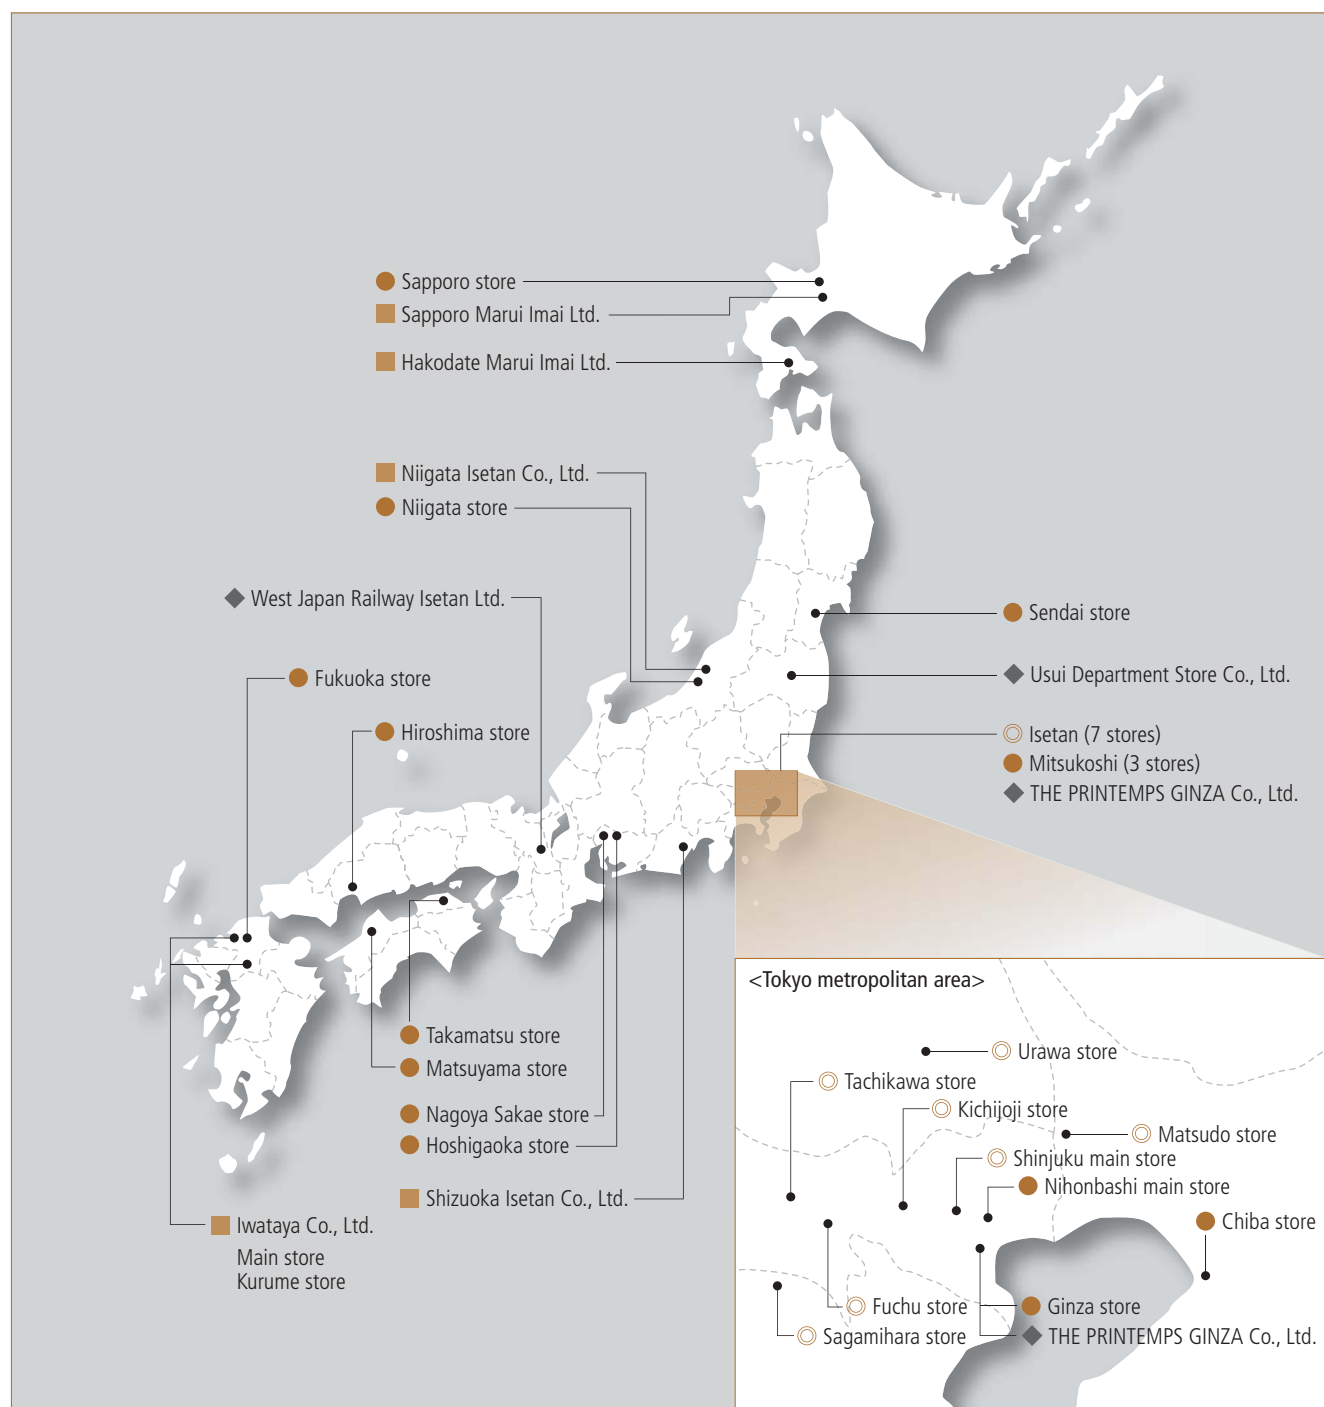 Sapporo store
Sapporo Marui Imai Ltd.
Hakodate Marui Imai Ltd.
Niigata Isetan Co., Ltd.
Niigata store
West Japan Railway Isetan Ltd.
Fukuoka store
Hiroshima store
Sendai store
Usui Department Store Co., Ltd.
Isetan (7 stores)
Mitsukoshi (3 stores)
THE PRINTEMPS GINZA Co., Ltd.
Takamatsu store
Matsuyama store
Nagoya Sakae store
Hoshigaoka store
Shizuoka Isetan Co., Ltd.
Iwataya Co., Ltd.
Main store
Kurume store
<Tokyo metropolitan area>
Urawa store
Tachikawa store
Kichijoji store
Matsudo store
Shinjuku main store
Nihonbashi main store
Chiba store
Fuchu store
Ginza store
Sagamihara store
THE PRINTEMPS GINZA Co., Ltd.